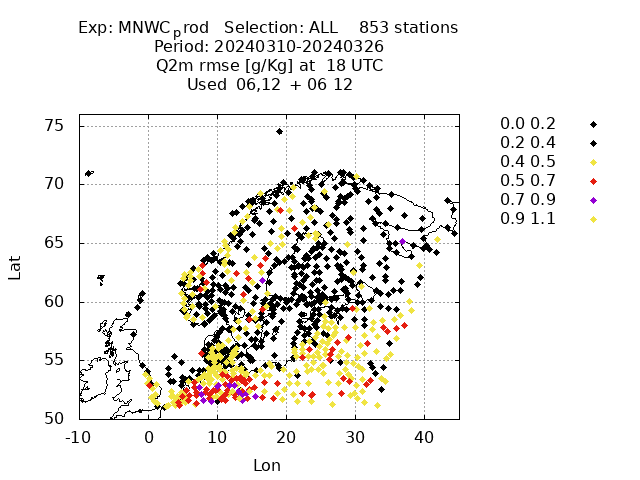 Exp: MNWCprod   Selection: ALL    853 stations
Period: 20240310-20240326
Q2m rmse [g/Kg] at  18 UTC
Used  06,12  + 06 12
75
70
65
60
55
50
-10 0 10 20 30 40
Lat
Lon
0.0 0.2
0.2 0.4
0.4 0.5
0.5 0.7
0.7 0.9
0.9 1.1